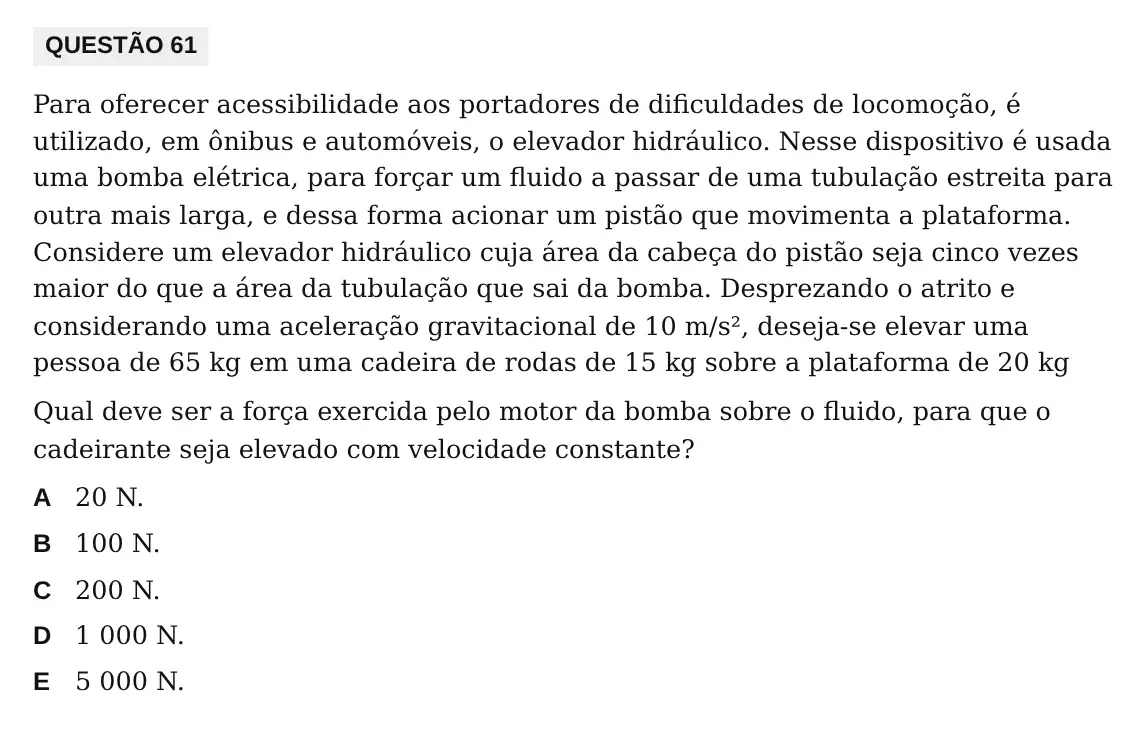 QUESTÃO 61
Para oferecer acessibilidade aos portadores de dificuldades de locomoção, é
utilizado, em ônibus e automóveis, o elevador hidráulico. Nesse dispositivo é usada
uma bomba elétrica, para forçar um fluido a passar de uma tubulação estreita para
outra mais larga, e dessa forma acionar um pistão que movimenta a plataforma.
Considere um elevador hidráulico cuja área da cabeça do pistão seja cinco vezes
maior do que a área da tubulação que sai da bomba. Desprezando o atrito e
considerando uma aceleração gravitacional de 10 m/s², deseja-se elevar uma
pessoa de 65 kg em uma cadeira de rodas de 15 kg sobre a plataforma de 20 kg
Qual deve ser a força exercida pelo motor da bomba sobre o fluido, para que o
cadeirante seja elevado com velocidade constante?
A 20 N.
B 100 N.
C 200 N.
D 1 000 N.
E 5 000 N.